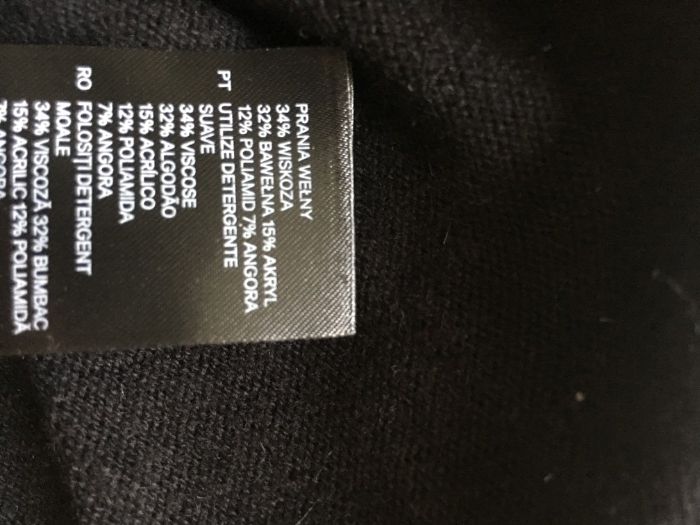 PRANIA WEŁNY
34% WISKOZA
32% BAWEŁNA 15% AKRYL
12% POLIAMID 7% ANGORA
PT UTILIZE DETERGENTE
SUAVE
34% VISCOSE
32% ALGODÃO
15% ACRÍLICO
12% POLIAMIDA
7% ANGORA
RO FOLOSIȚI DETERGENT
MOALE
34% VISCOZĂ 32% BUMBAC
15% ACRILIC 12% POLIAMIDĂ
7% ANGORA